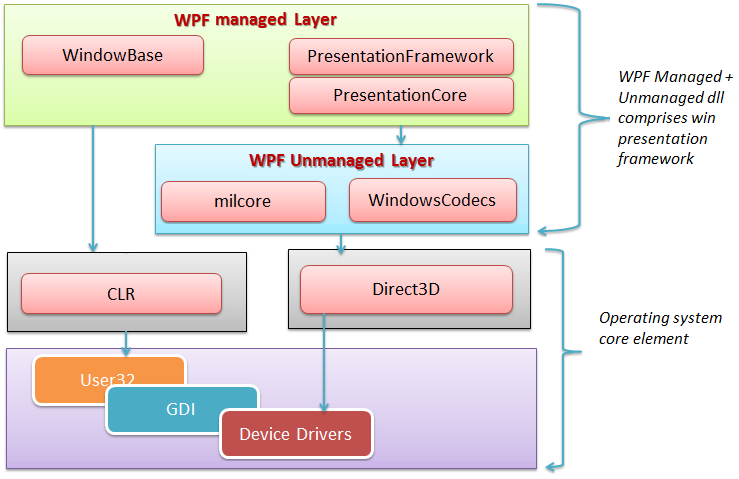 WPF managed Layer
WindowBase
PresentationFramework
PresentationCore
WPF Managed +
Unmanaged dll
comprises win
presentation
framework
WPF Unmanaged Layer
milcore
WindowsCodecs
CLR
Direct3D
Operating system
core element
User32
GDI
Device Drivers